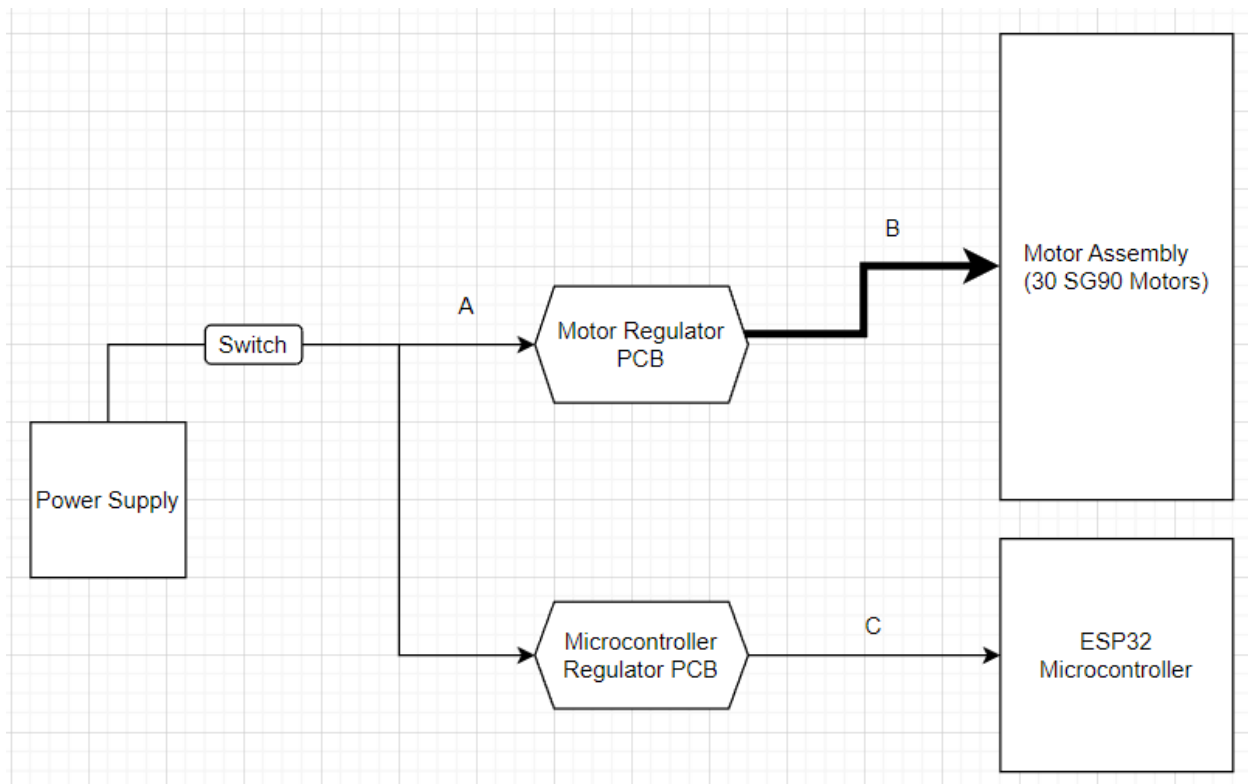 B
Motor Assembly
(30 SG90 Motors)
A
Switch
Motor Regulator
PCB
Power Supply
C
Microcontroller
Regulator PCB
ESP32
Microcontroller